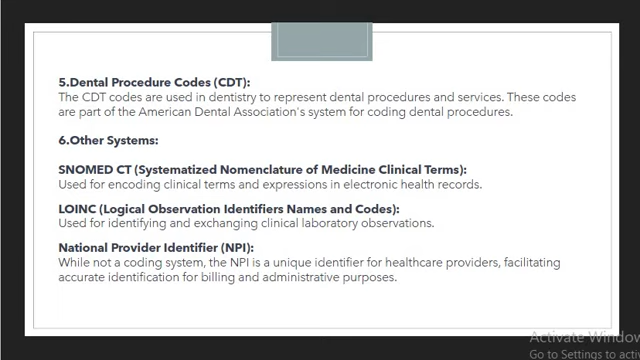 5.Dental Procedure Codes (CDT):
The CDT codes are used in dentistry to represent dental procedures and services. These codes
are part of the American Dental Association's system for coding dental procedures.
6.Other Systems:
SNOMED CT (Systematized Nomenclature of Medicine Clinical Terms):
Used for encoding clinical terms and expressions in electronic health records.
LOINC (Logical Observation Identifiers Names and Codes):
Used for identifying and exchanging clinical laboratory observations.
National Provider Identifier (NPI):
While not a coding system, the NPI is a unique identifier for healthcare providers, facilitating
accurate identification for billing and administrative purposes.
Activate Window
Go to Settings to acti